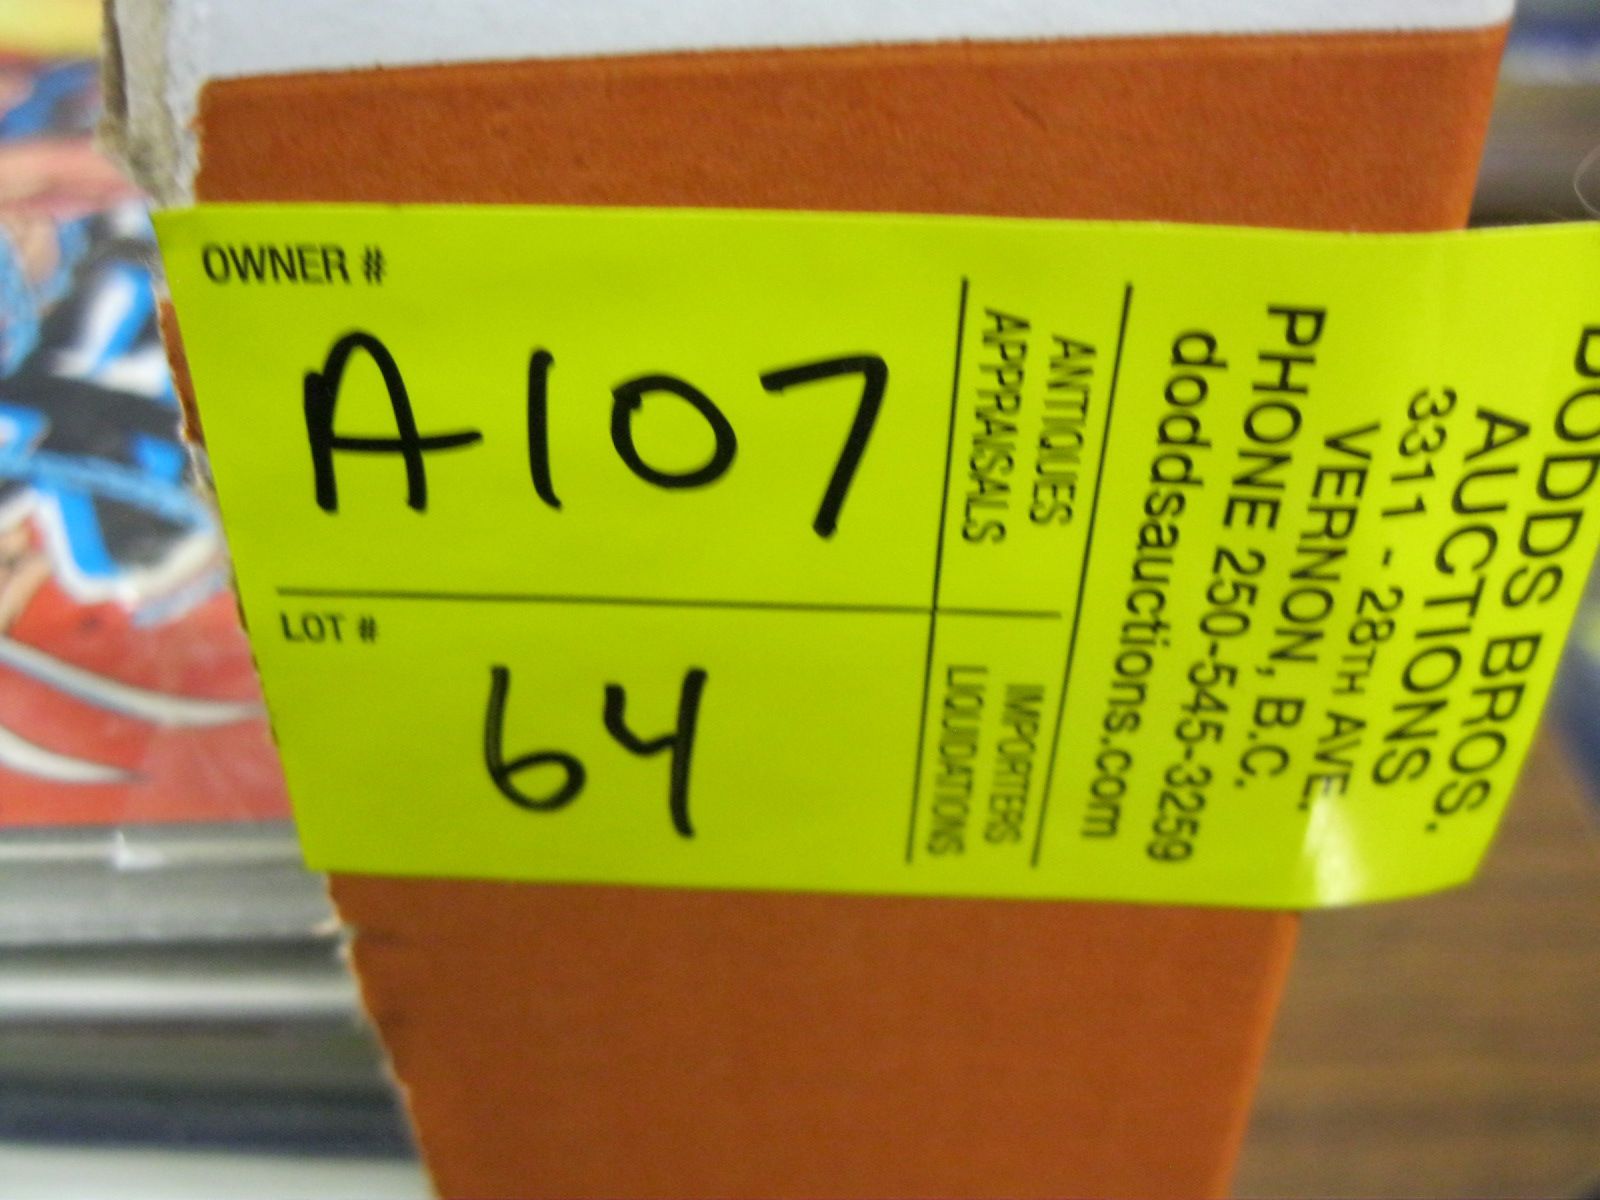 OWNER #
A107
LOT #
64
ANTIQUES
APPRAISALS
IMPORTERS
LIQUIDATIONS
DODDS BROS.
AUCTIONS
3311 - 28TH AVE.
VERNON, B.C.
PHONE 250-545-3259
doddsauctions.com